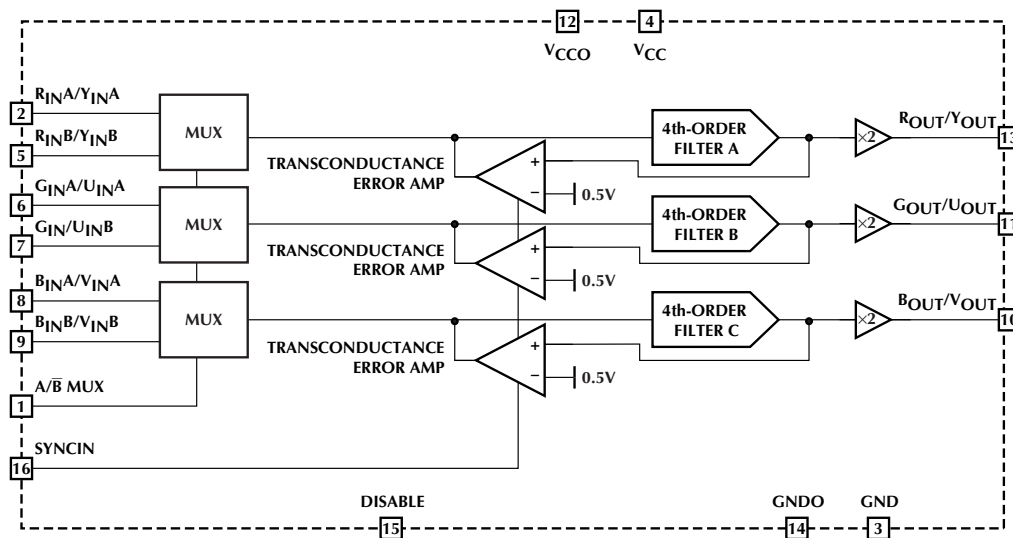 12 4
VCCO VCC
RINA/YINA
2
MUX
RINB/YINB
5
4th-ORDER
FILTER A
×2
ROUT/YOUT
13
TRANSCONDUCTANCE
ERROR AMP
+
−
0.5V
GINA/UINA
6
MUX
GIN/UINB
7
4th-ORDER
FILTER B
×2
GOUT/UOUT
11
TRANSCONDUCTANCE
ERROR AMP
+
−
0.5V
BINA/VINA
8
MUX
BINB/VINB
9
4th-ORDER
FILTER C
×2
BOUT/VOUT
10
TRANSCONDUCTANCE
ERROR AMP
+
−
0.5V
A/B̅ MUX
1
SYNCIN
16
DISABLE
15
GNDO
14
GND
3